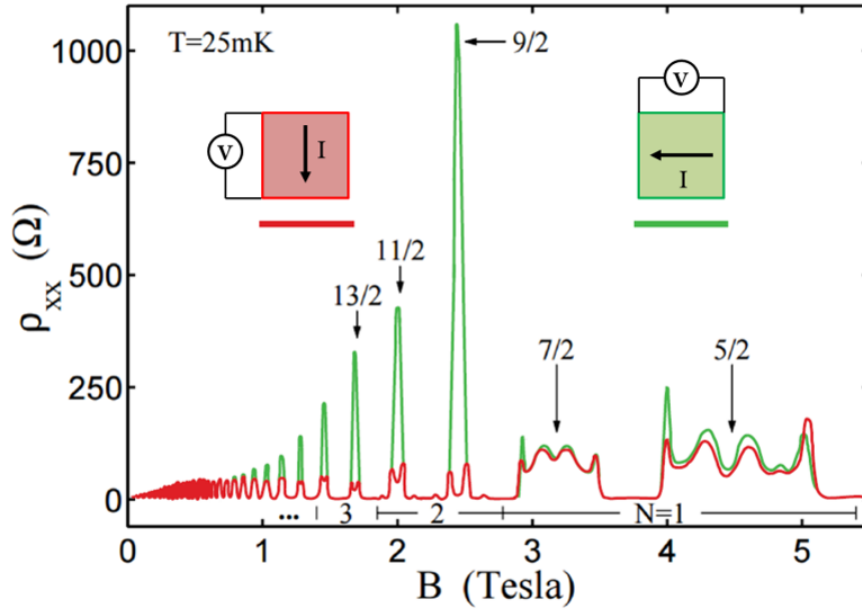 T=25mK
9/2
V
I
V
I
11/2
13/2
7/2
5/2
1000
750
500
250
0
ρxx (Ω)
... 3 2 N=1
0 1 2 3 4 5
B (Tesla)